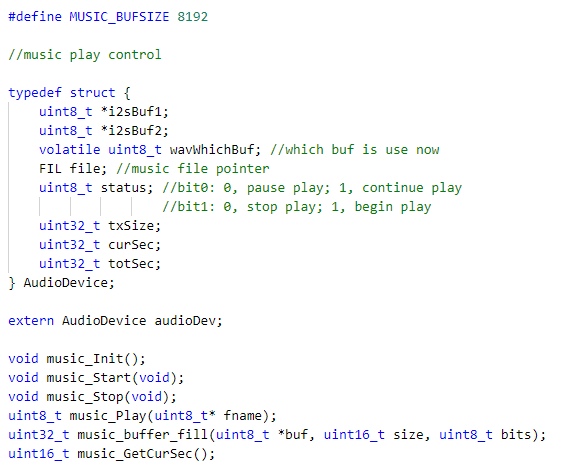 #define MUSIC_BUFSIZE 8192
//music play control
typedef struct {
uint8_t *i2sBuf1;
uint8_t *i2sBuf2;
volatile uint8_t wavWhichBuf; //which buf is use now
FIL file; //music file pointer
uint8_t status; //bit0: 0, pause play; 1, continue play
//bit1: 0, stop play; 1, begin play
uint32_t txSize;
uint32_t curSec;
uint32_t totSec;
} AudioDevice;
extern AudioDevice audioDev;
void music_Init();
void music_Start(void);
void music_Stop(void);
uint8_t music_Play(uint8_t* fname);
uint32_t music_buffer_fill(uint8_t *buf, uint16_t size, uint8_t bits);
uint16_t music_GetCurSec();